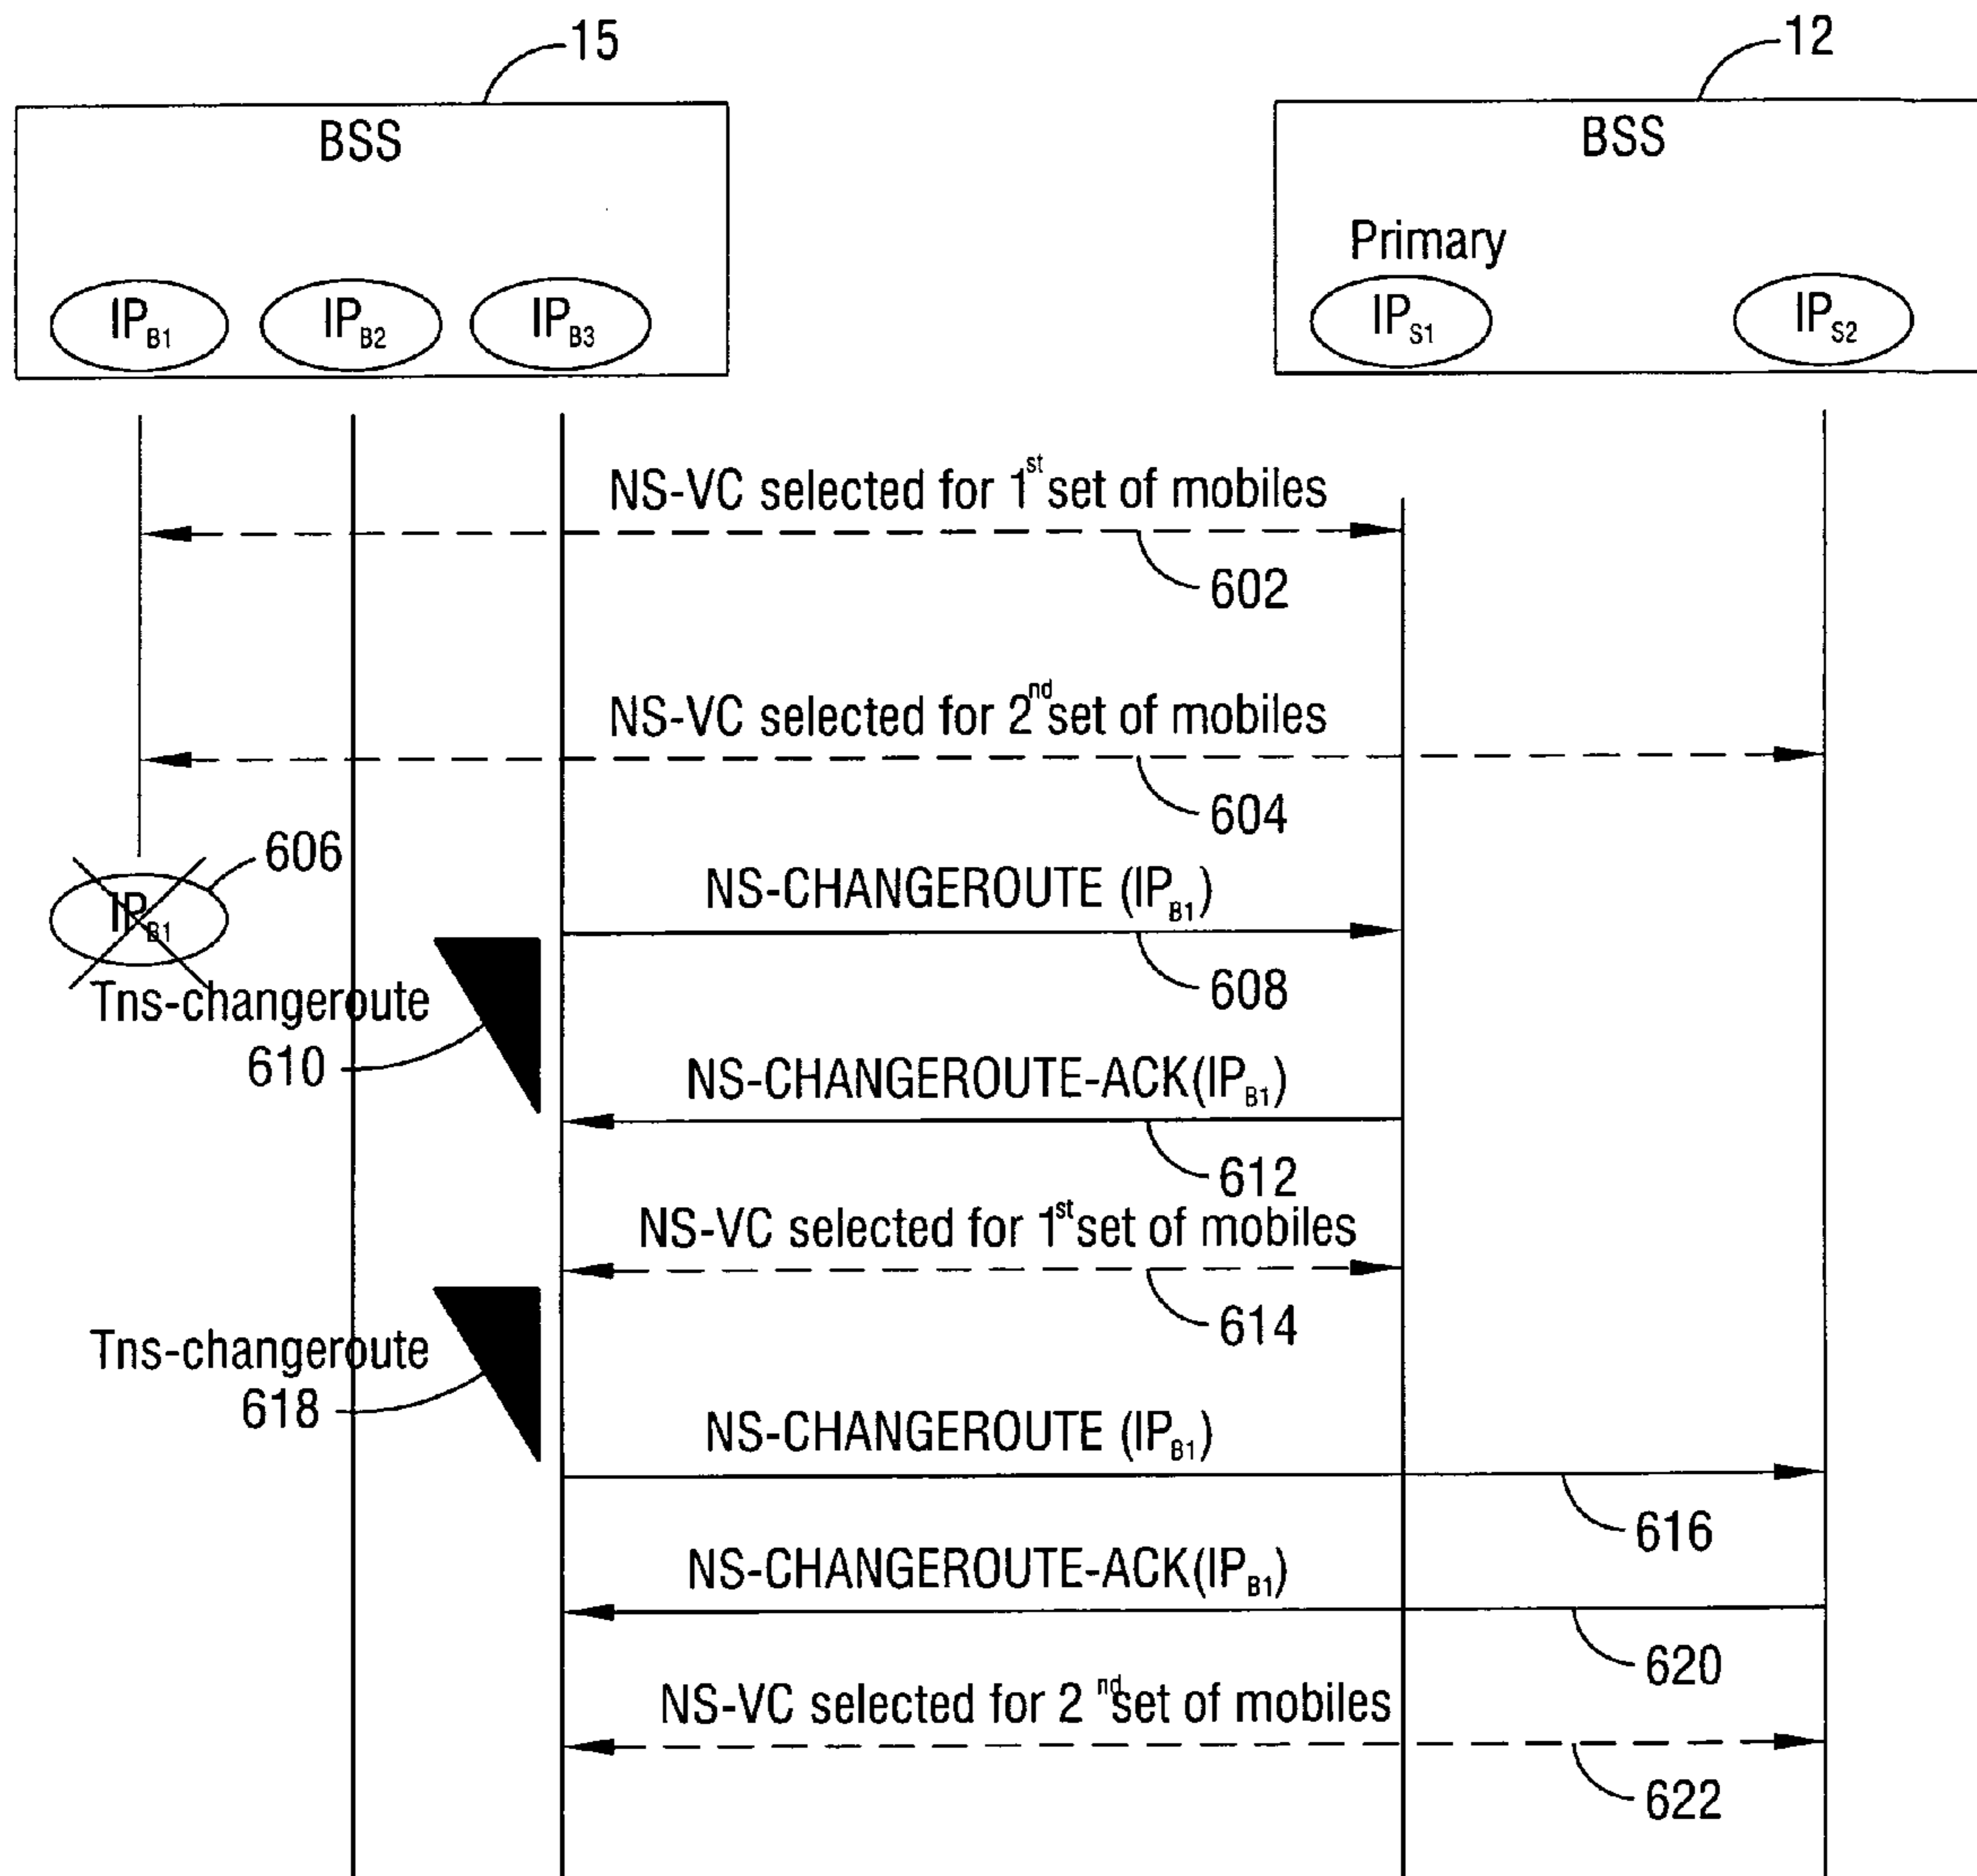 15
12
BSS
BSS
Primary
IPB1
IPB2
IPB3
IPS1
IPS2
NS-VC selected for 1st set of mobiles
602
NS-VC selected for 2nd set of mobiles
604
606
IPB1
NS-CHANGEROUTE (IPB1)
608
Tns-changeroute
610
NS-CHANGEROUTE-ACK(IPB1)
612
NS-VC selected for 1st set of mobiles
614
Tns-changeroute
618
NS-CHANGEROUTE (IPB1)
616
NS-CHANGEROUTE-ACK(IPB1)
620
NS-VC selected for 2 nd set of mobiles
622